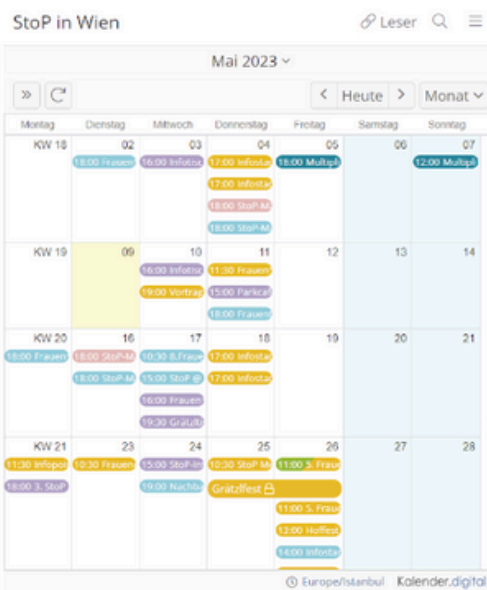 StoP in Wien Leser
Mai 2023
Heute Monat
Montag Dienstag Mittwoch Donnerstag Freitag Samstag Sonntag
KW 18 02 03 04 05 06 07
18:00 Frauen 16:00 Infotisc 17:00 Infosta 18:00 Multipl 12:00 Multipl
17:00 Infosta
18:00 StoP-M
18:00 StoP-M
KW 19 09 10 11 12 13 14
16:00 Infotisc 11:30 Frauen
19:00 Vortrag 15:00 Parkcaf
18:00 Frauen
KW 20 16 17 18 19 20 21
18:00 Frauen 18:00 StoP-M 10:30 8.Fraue 17:00 Infosta
18:00 StoP-M 15:00 StoP @ 17:00 Infosta
16:00 Frauen
19:30 Grätzlti
KW 21 23 24 25 26 27 28
11:30 Infopoi 10:30 Frauen 15:00 StoP-In 10:30 StoP M 11:00 5. Frau
18:00 3. StoP 19:00 Nachba Grätzlfest
11:00 5. Frau
13:00 Hoffest
14:00 Infosta
Europe/Istanbul Kalender.digital